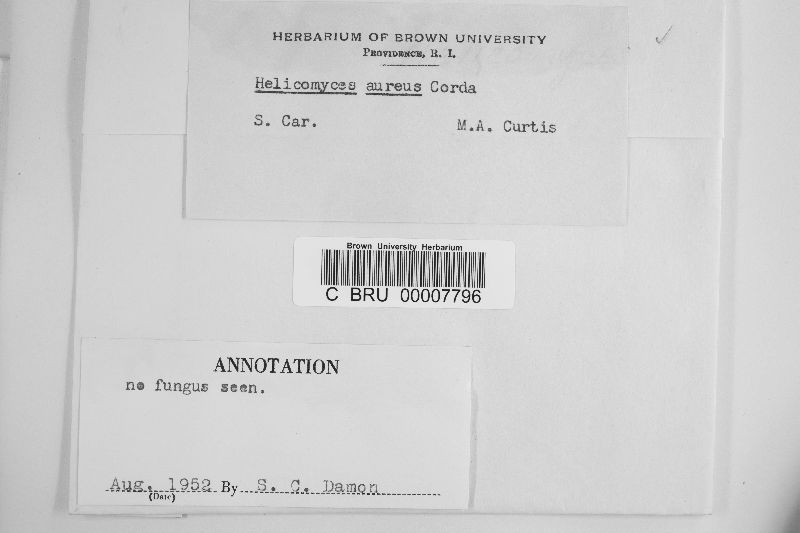 HERBARIUM OF BROWN UNIVERSITY
PROVIDENCE, R. I.
Helicomyces aureus Corda
S. Car. M.A. Curtis
Brown University Herbarium
C BRU 00007796
ANNOTATION
no fungus seen.
Aug. 1952 By S. C. Damon
(Date)